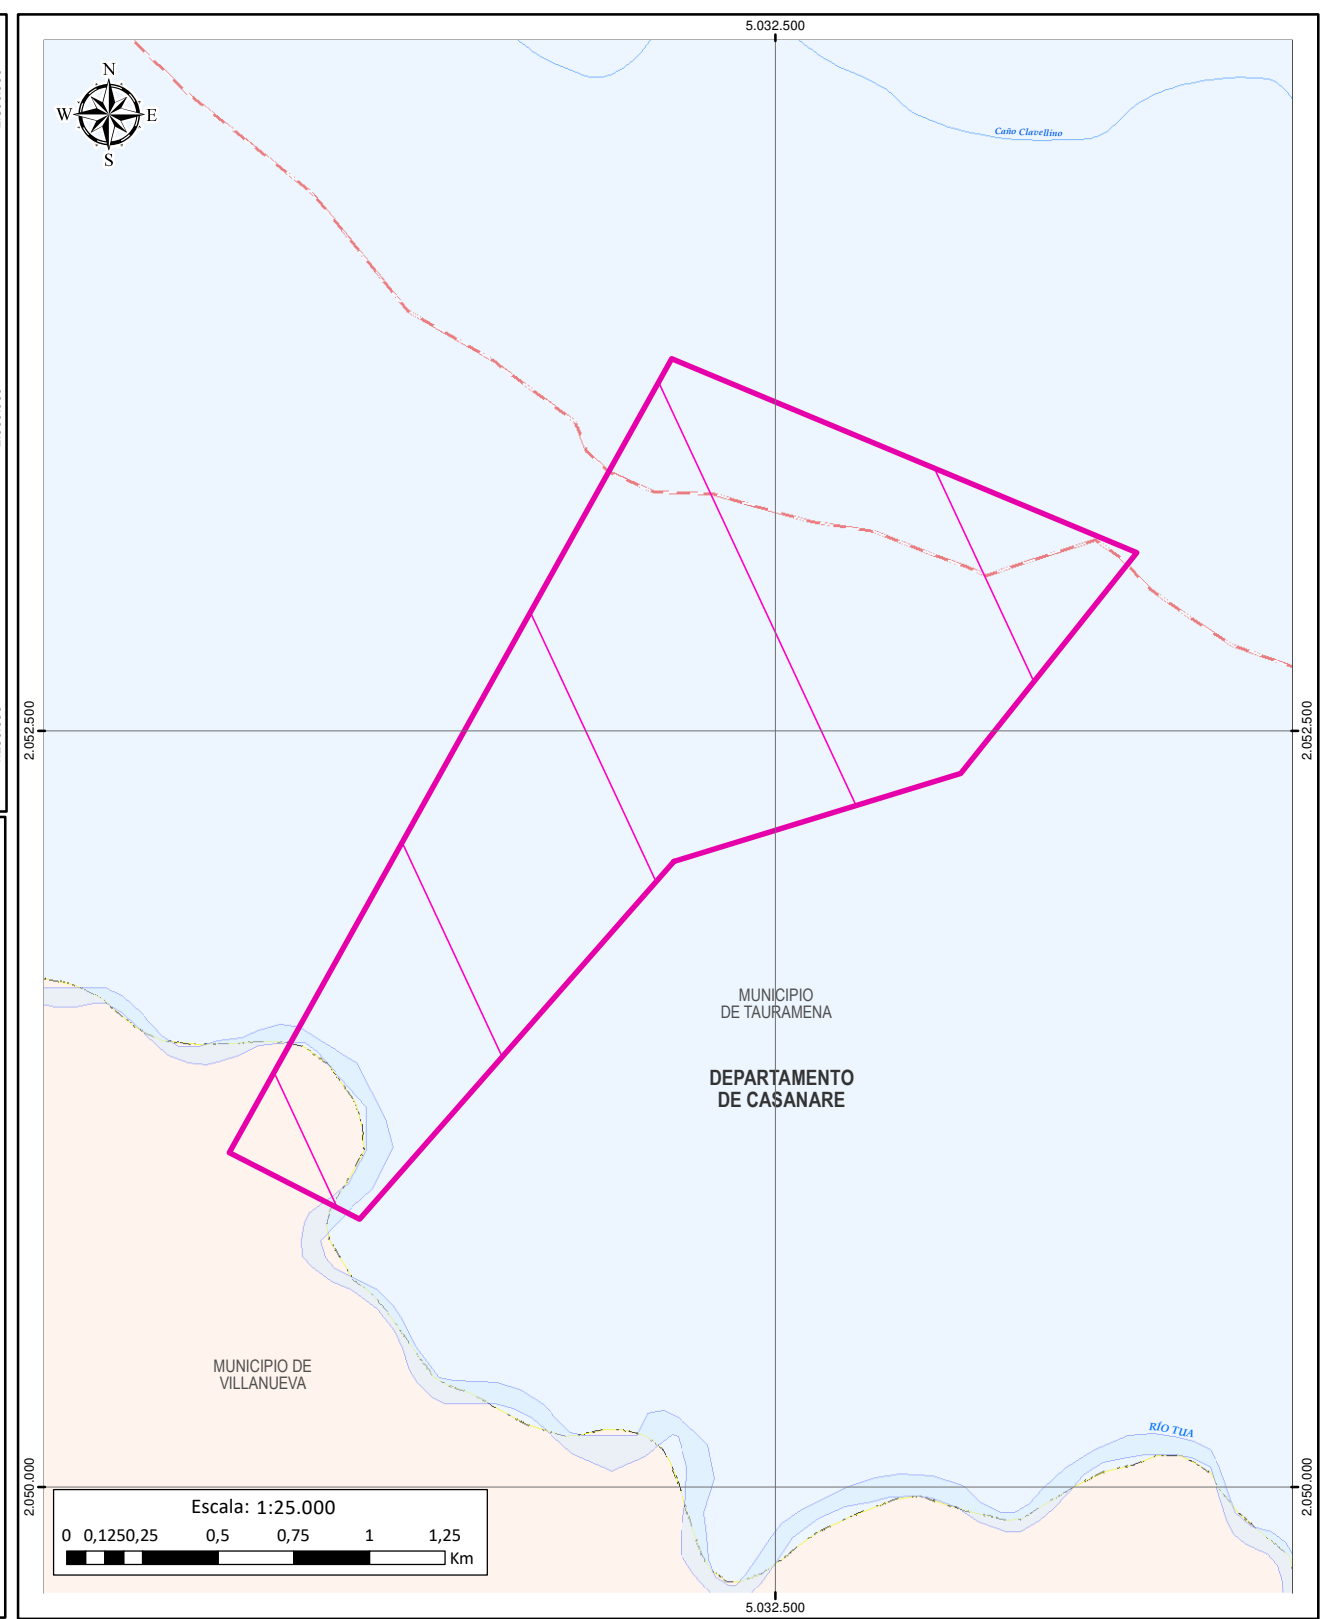 5.032.500
N
W E
S
Caño Clavellino
2.052.500
2.052.500
MUNICIPIO
DE TAURAMENA
DEPARTAMENTO
DE CASANARE
MUNICIPIO DE
VILLANUEVA
RÍO TUA
2.050.000
2.050.000
Escala: 1:25.000
0 0,125 0,25 0,5 0,75 1 1,25
Km
5.032.500